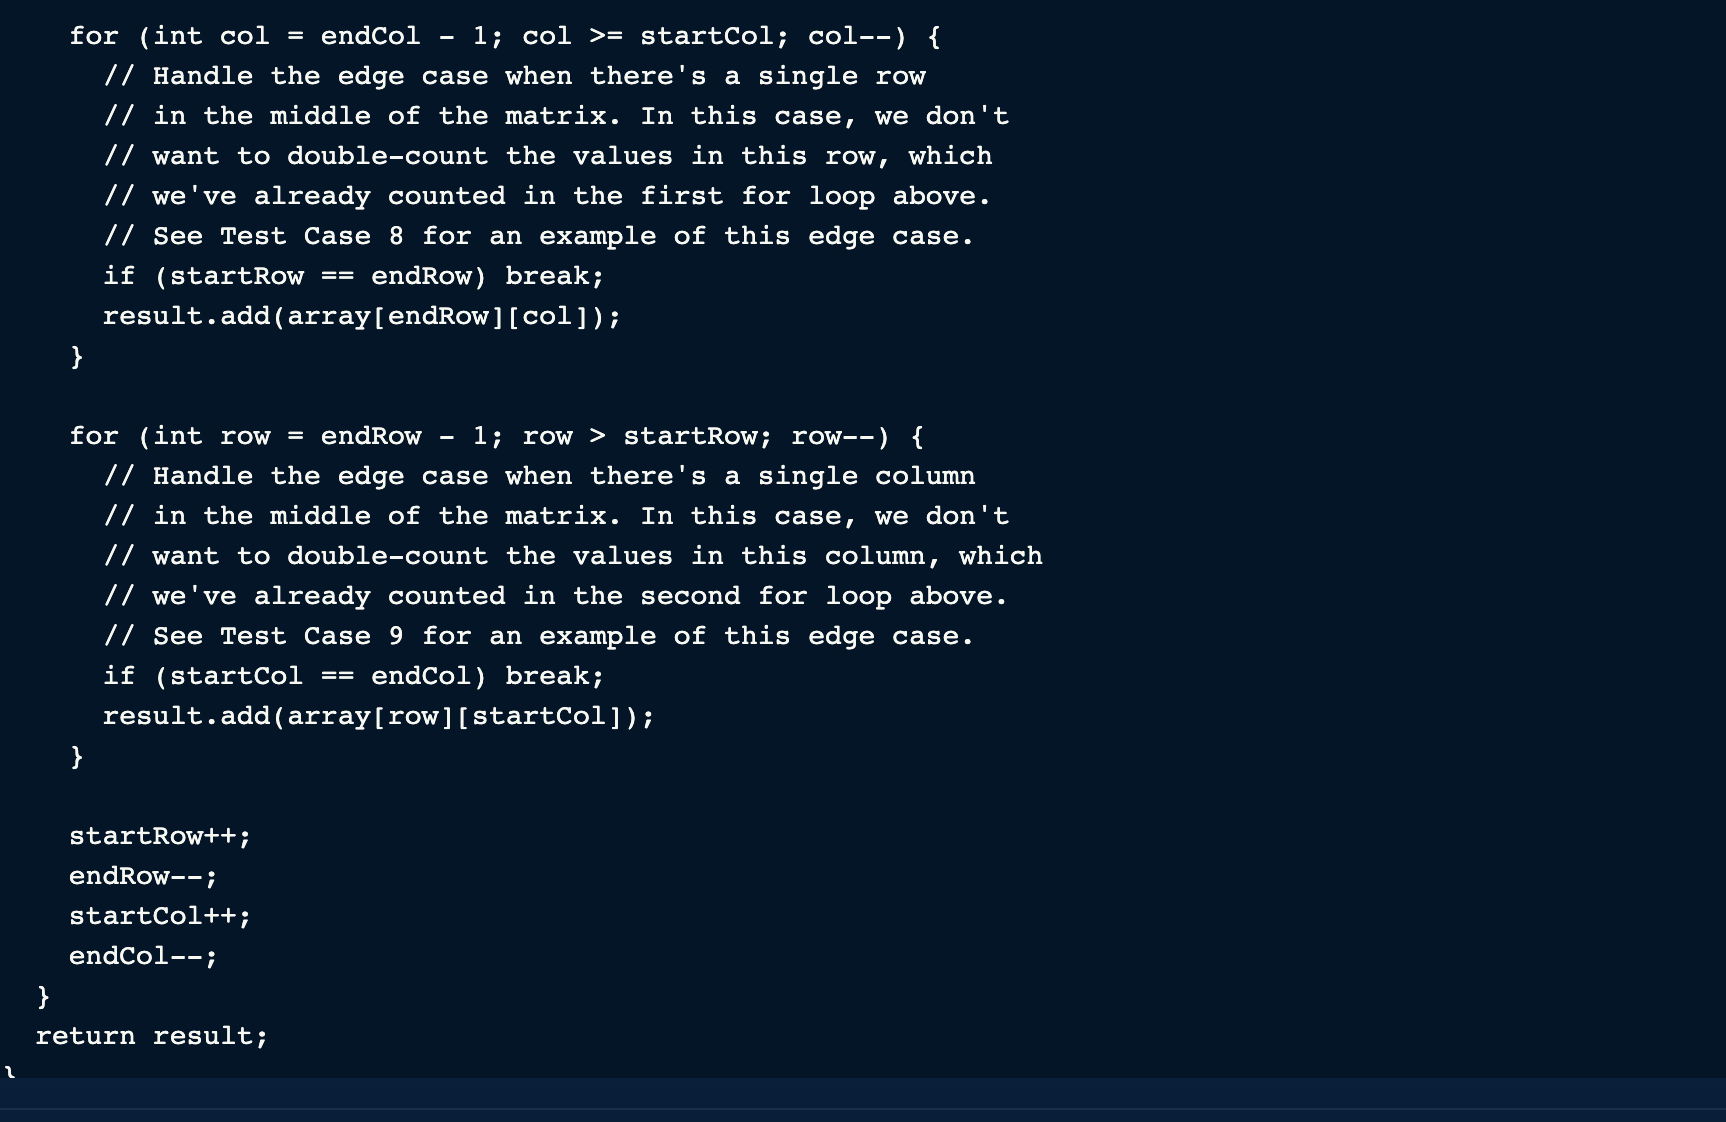 for (int col = endCol - 1; col >= startCol; col--) {
// Handle the edge case when there's a single row
// in the middle of the matrix. In this case, we don't
// want to double-count the values in this row, which
// we've already counted in the first for loop above.
// See Test Case 8 for an example of this edge case.
if (startRow == endRow) break;
result.add(array[endRow][col]);
}
for (int row = endRow - 1; row > startRow; row--) {
// Handle the edge case when there's a single column
// in the middle of the matrix. In this case, we don't
// want to double-count the values in this column, which
// we've already counted in the second for loop above.
// See Test Case 9 for an example of this edge case.
if (startCol == endCol) break;
result.add(array[row][startCol]);
}
startRow++;
endRow--;
startCol++;
endCol--;
}
return result;
}